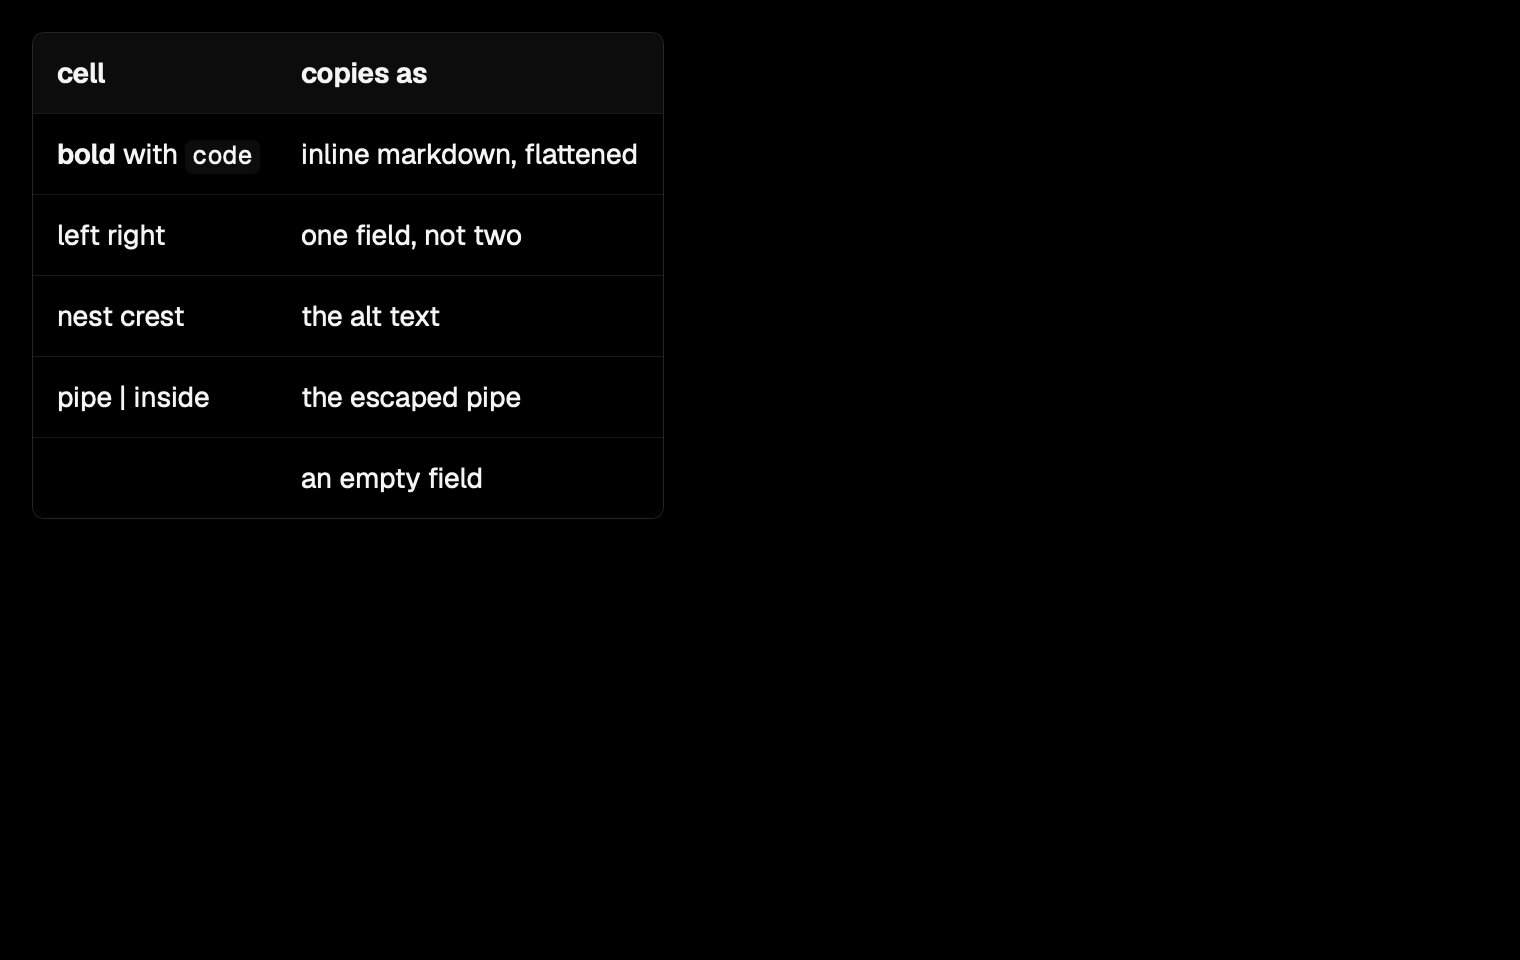 cell copies as
bold with code inline markdown, flattened
left right one field, not two
nest crest the alt text
pipe | inside the escaped pipe
an empty field